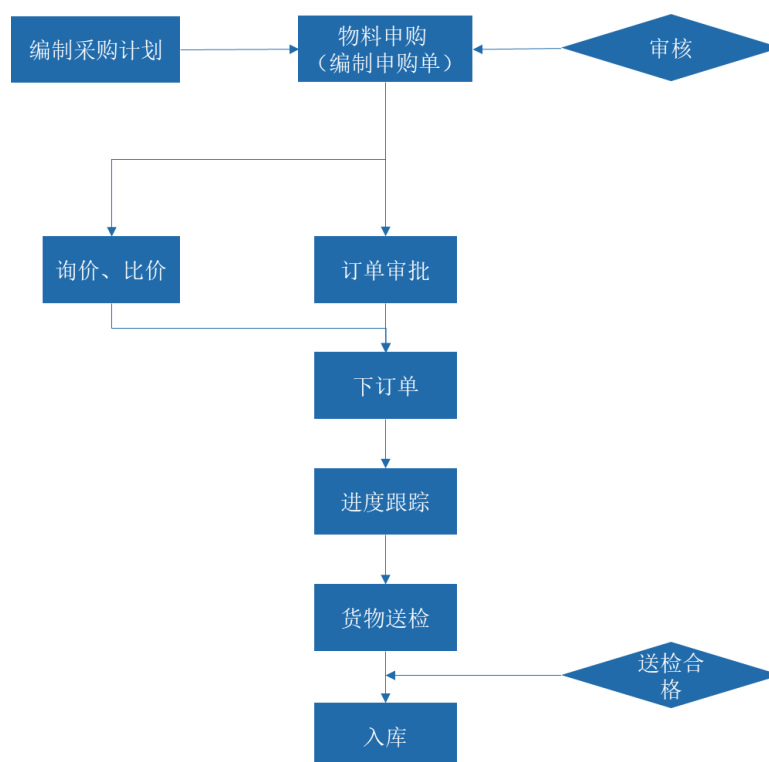 编制采购计划
物料申购
（编制申购单）
审核
询价、比价
订单审批
下订单
进度跟踪
货物送检
送检合
格
入库